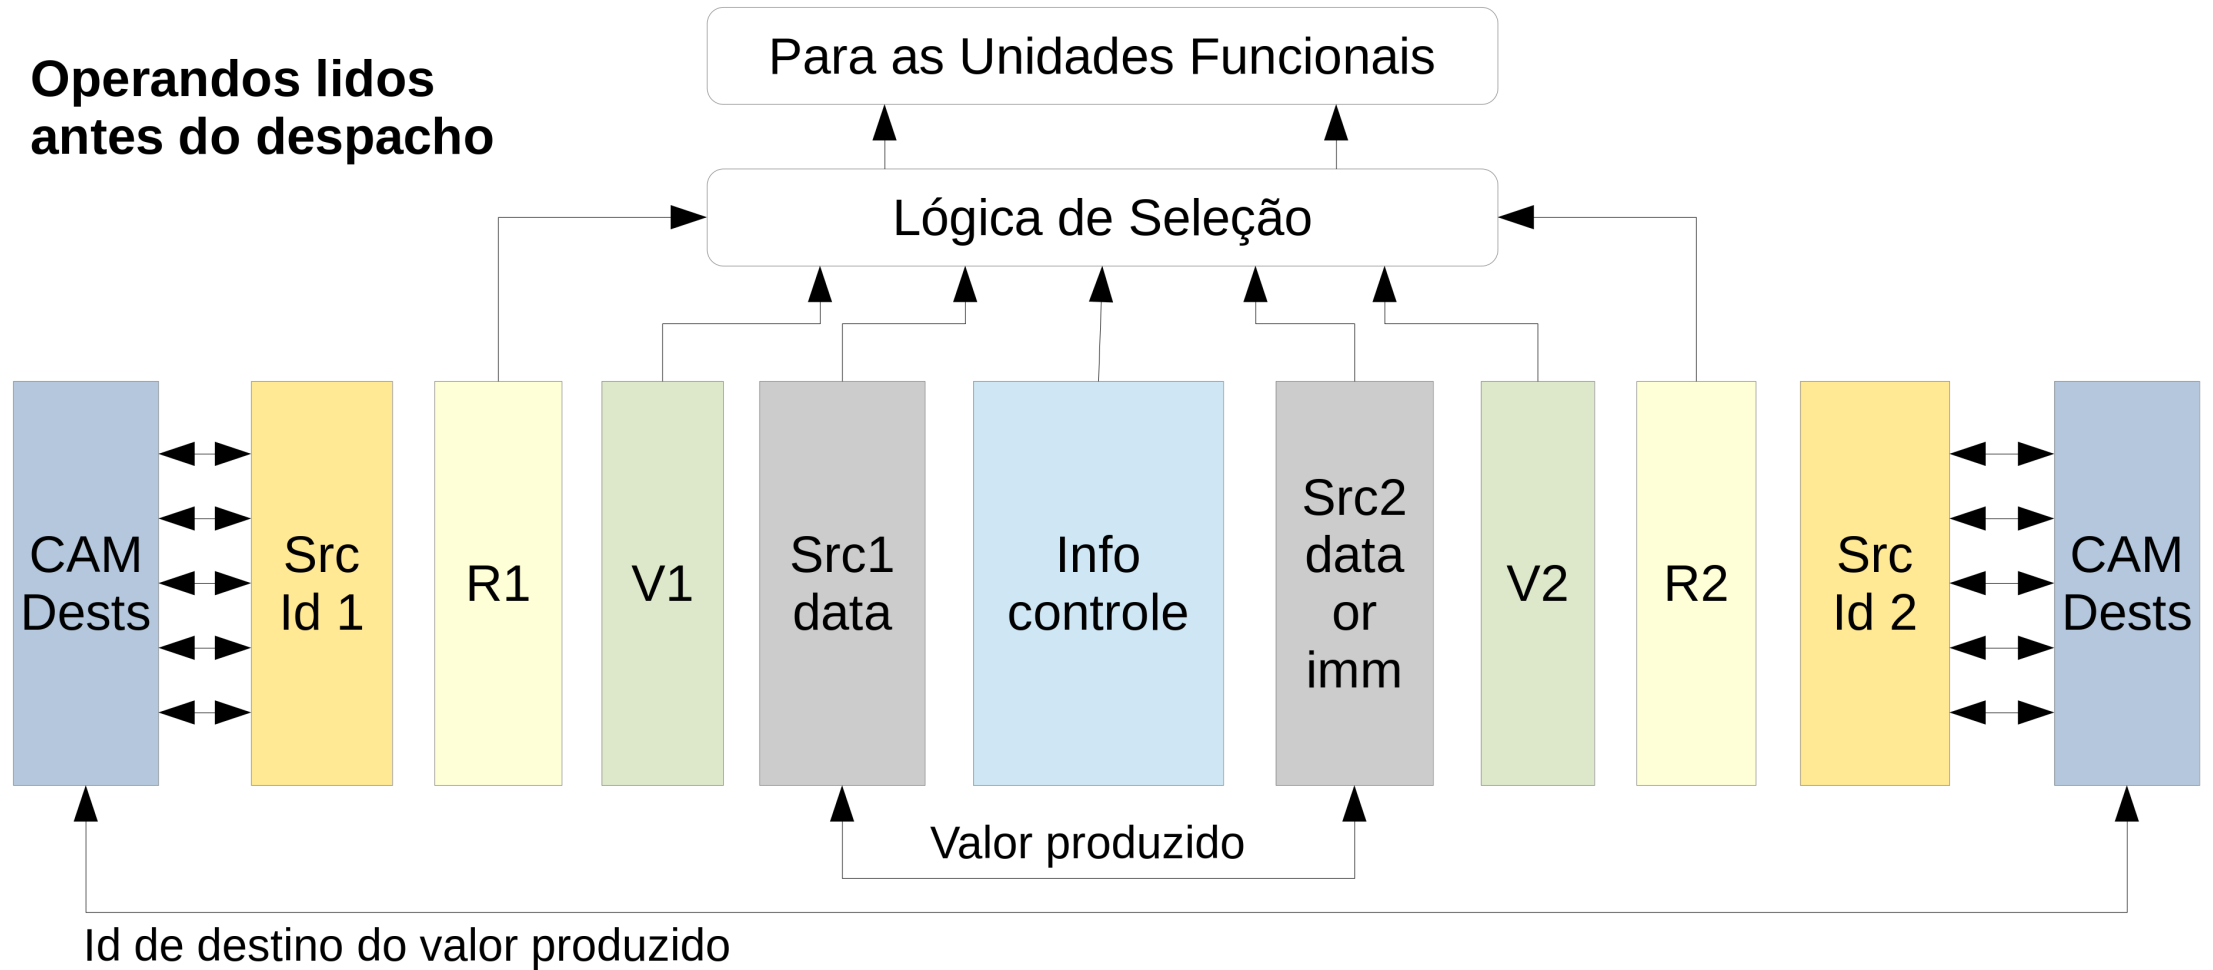 Operandos lidos
antes do despacho
Para as Unidades Funcionais
Lógica de Seleção
CAM
Dests
Src
Id 1
R1
V1
Src1
data
Info
controle
Src2
data
or
imm
V2
R2
Src
Id 2
CAM
Dests
Valor produzido
Id de destino do valor produzido